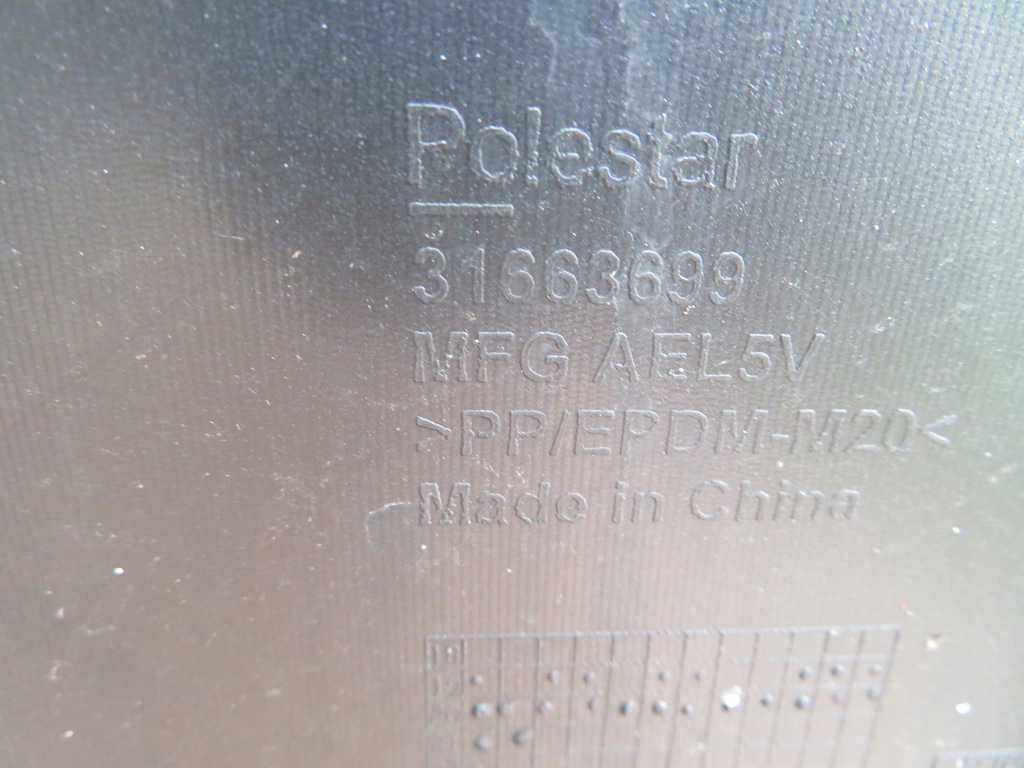 Polestar
31663699
MFG AEL5V
>PP/EPDM-M20<
Made in China